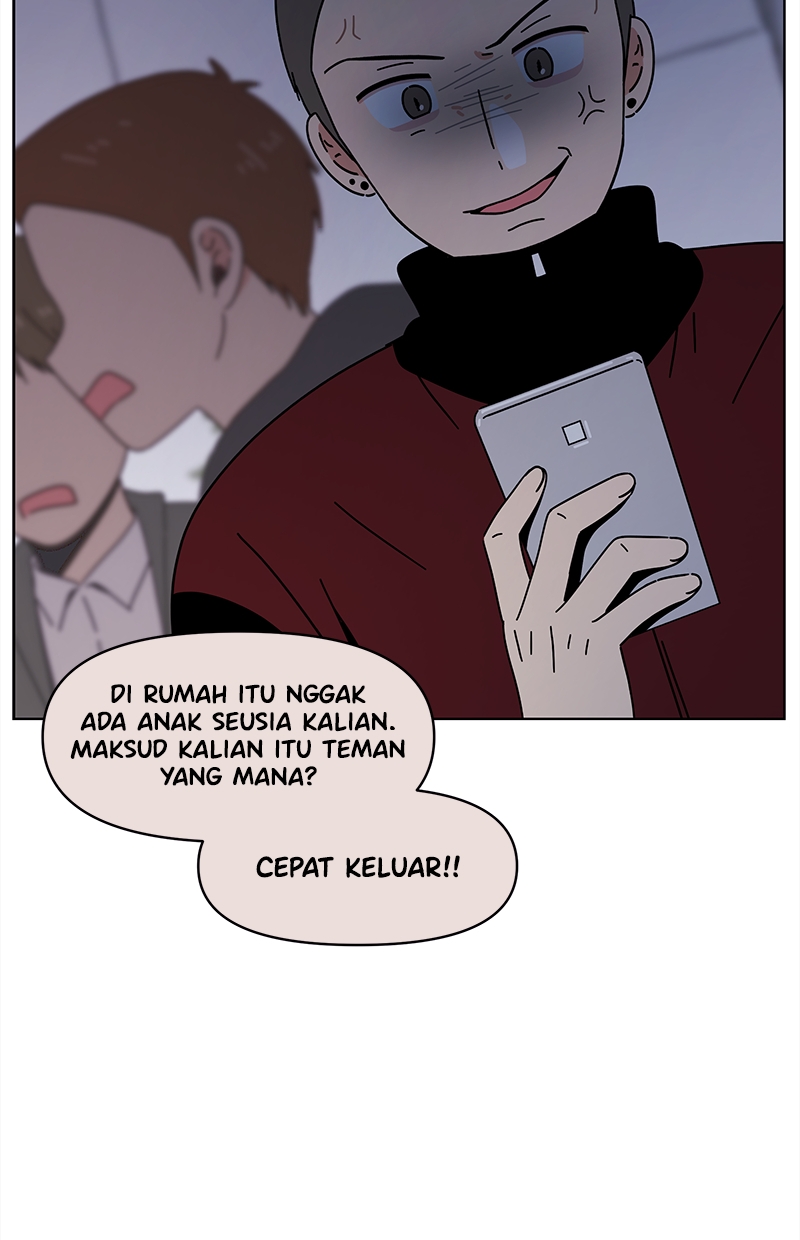 DI RUMAH ITU NGGAK
ADA ANAK SEUSIA KALIAN.
MAKSUD KALIAN ITU TEMAN
YANG MANA?
CEPAT KELUAR!!